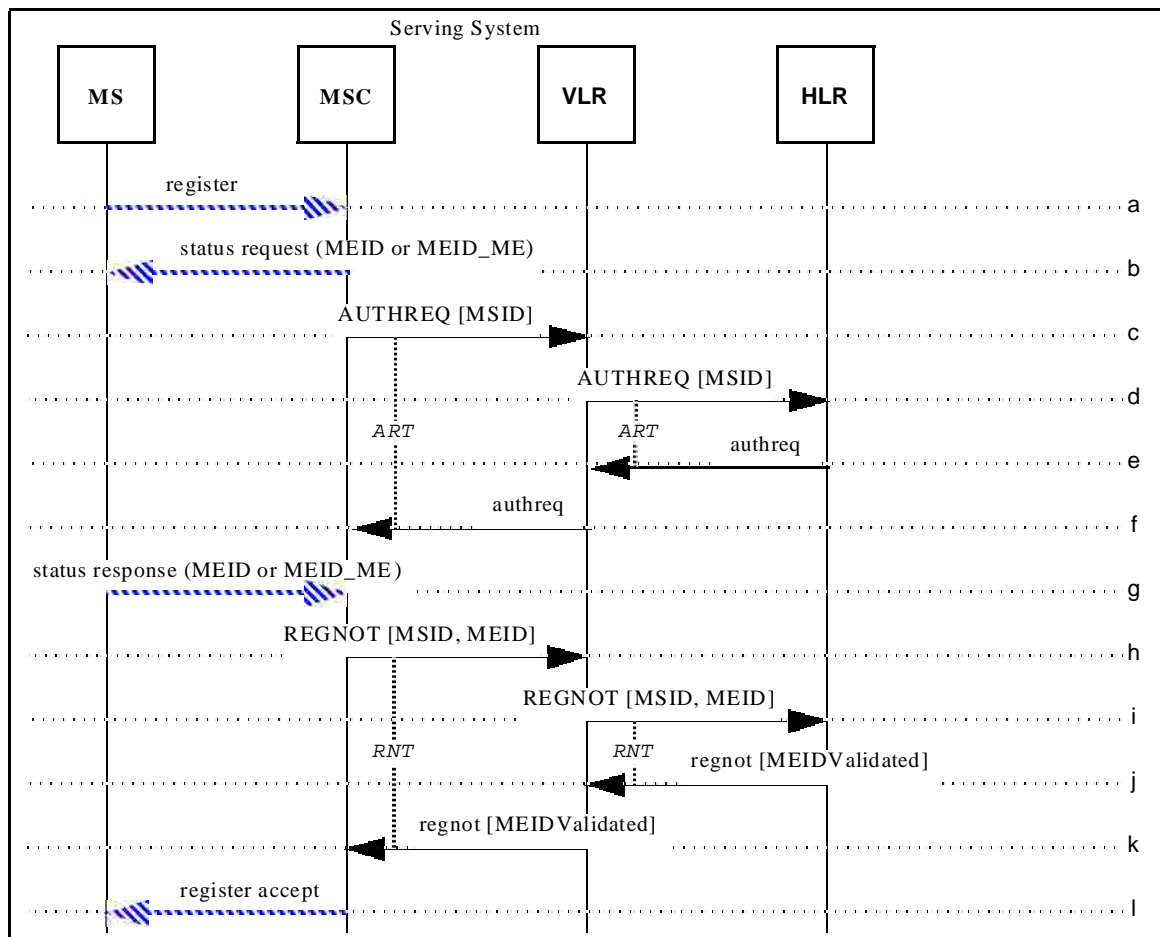 Serving System
MS
MSC
VLR
HLR
register
a
status request (MEID or MEID_ME)
b
AUTHREQ [MSID]
c
AUTHREQ [MSID]
d
ART
ART
authreq
e
authreq
f
status response (MEID or MEID_ME)
g
REGNOT [MSID, MEID]
h
REGNOT [MSID, MEID]
i
RNT
RNT
regnot [MEIDValidated]
j
regnot [MEIDValidated]
k
register accept
l